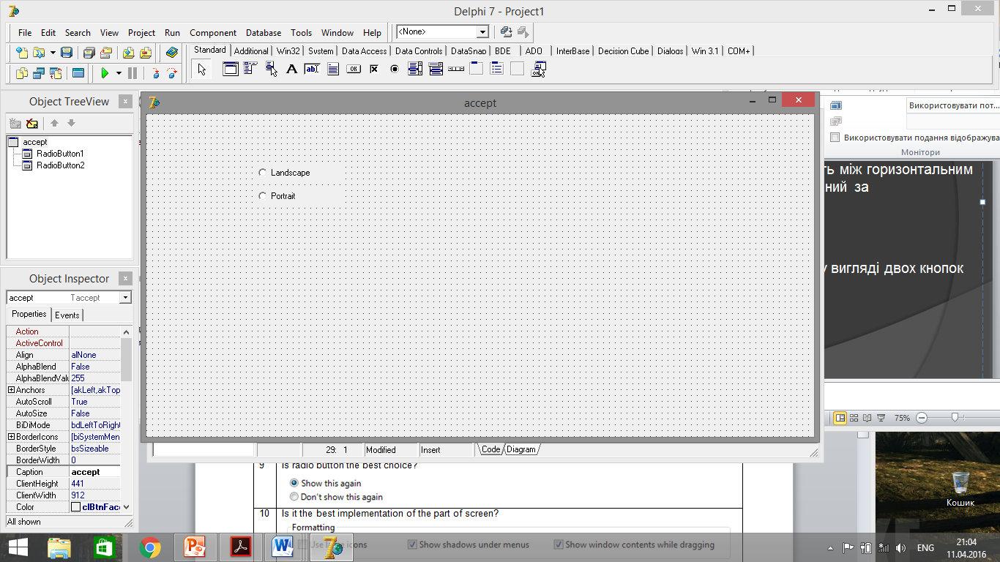 Delphi 7 - Project1
File Edit Search View Project Run Component Database Tools Window Help <None>
Standard Additional Win32 System Data Access Data Controls DataSnap BDE ADO InterBase Decision Cube Dialogs Win 3.1 COM+
Object TreeView
accept
RadioButton1
RadioButton2
Object Inspector
accept Taccept
Properties Events
Action
ActiveControl
Align alNone
AlphaBlend False
AlphaBlendValu 255
Anchors [akLeft,akTop
AutoScroll True
AutoSize False
BiDiMode bdLeftToRight
BorderIcons [biSystemMen
BorderStyle bsSizeable
BorderWidth 0
Caption accept
ClientHeight 441
ClientWidth 912
Color clBtnFace
All shown
accept
Landscape
Portrait
29: 1 Modified Insert Code Diagram
Використовувати пот...
Використовувати подання відображува
Монітори
ть між горизонтальним
ний за
у вигляді двох кнопок
75%
9 Is radio button the best choice?
Show this again
Don't show this again
10 Is it the best implementation of the part of screen?
Formatting
Show shadows under menus Show window contents while dragging
Кошик
ENG
21:04
11.04.2016